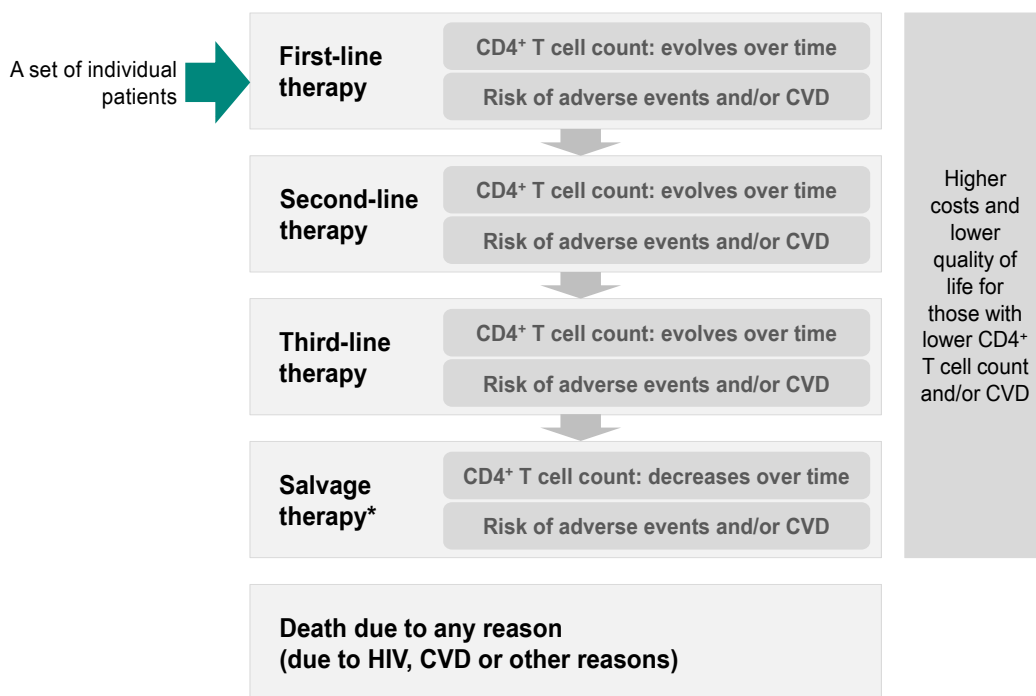 A set of individual
patients
First-line
therapy
CD4⁺ T cell count: evolves over time
Risk of adverse events and/or CVD
Second-line
therapy
CD4⁺ T cell count: evolves over time
Risk of adverse events and/or CVD
Third-line
therapy
CD4⁺ T cell count: evolves over time
Risk of adverse events and/or CVD
Salvage
therapy*
CD4⁺ T cell count: decreases over time
Risk of adverse events and/or CVD
Death due to any reason
(due to HIV, CVD or other reasons)
Higher
costs and
lower
quality of
life for
those with
lower CD4⁺
T cell count
and/or CVD